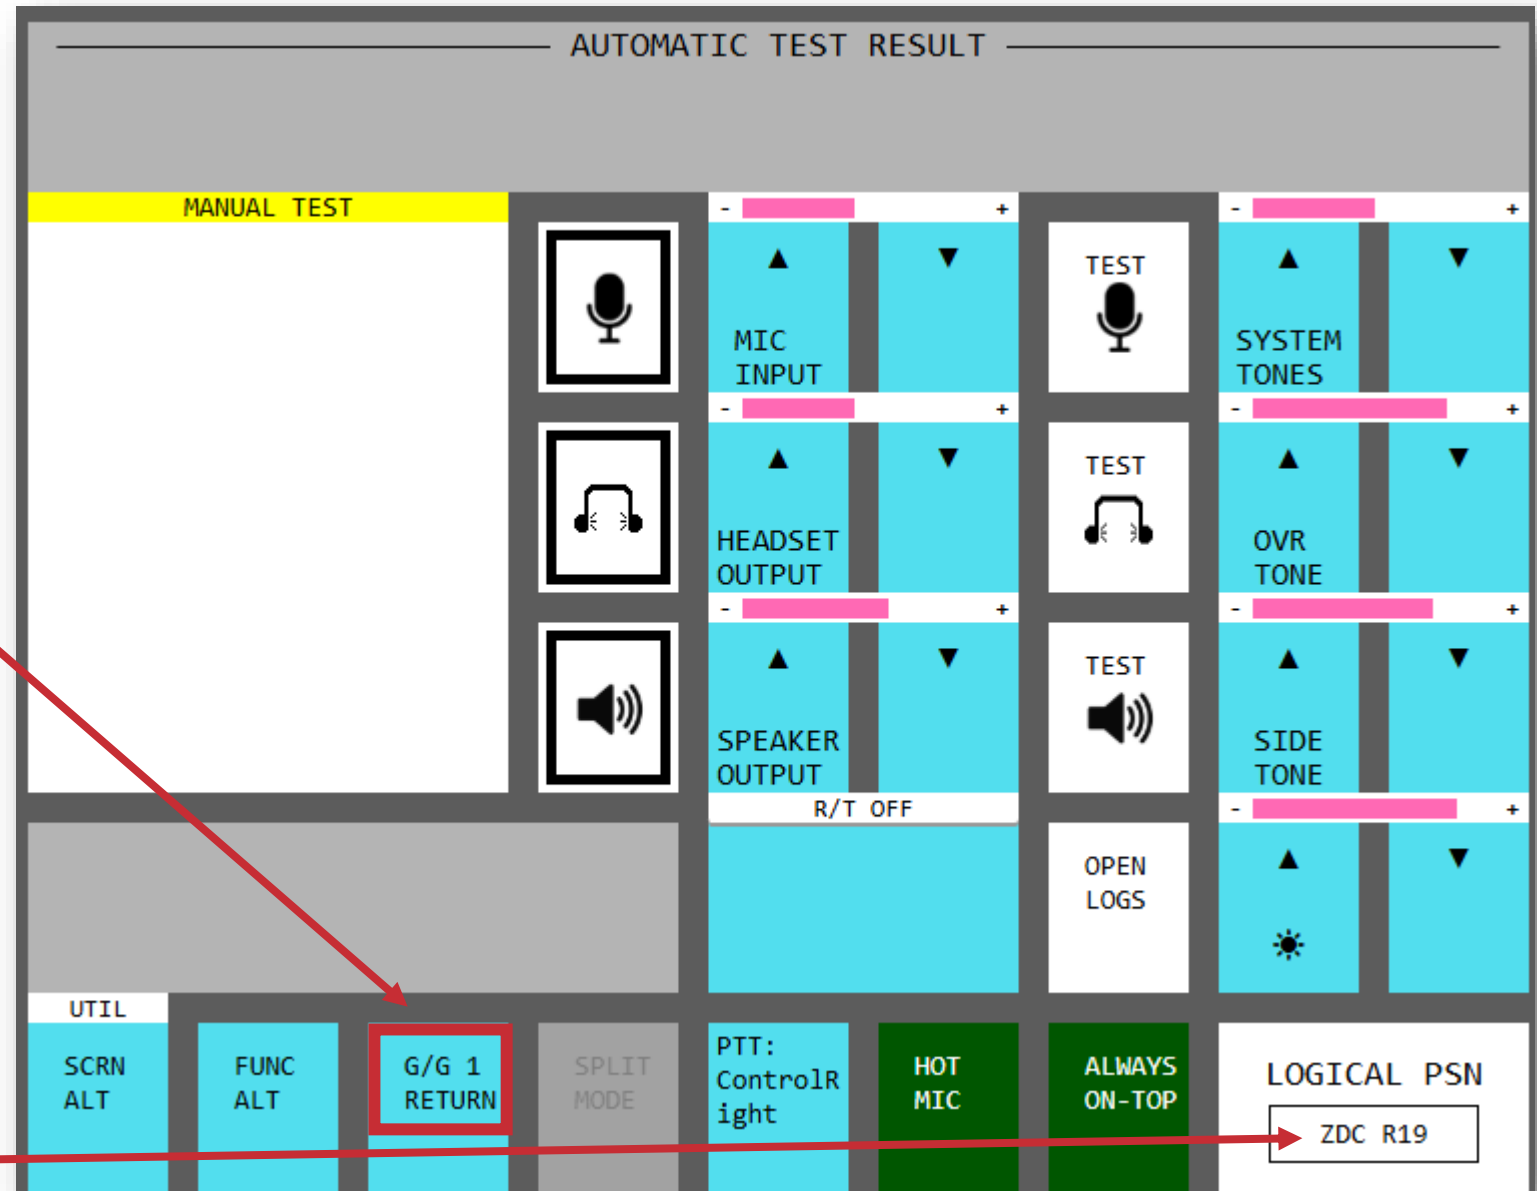 AUTOMATIC TEST RESULT
MANUAL TEST
- +
- +
MIC
INPUT
TEST
SYSTEM
TONES
- +
- +
HEADSET
OUTPUT
TEST
OVR
TONE
- +
- +
SPEAKER
OUTPUT
TEST
SIDE
TONE
R/T OFF
- +
OPEN
LOGS
UTIL
SCRN
ALT
FUNC
ALT
G/G 1
RETURN
SPLIT
MODE
PTT:
ControlR
ight
HOT
MIC
ALWAYS
ON-TOP
LOGICAL PSN
ZDC R19